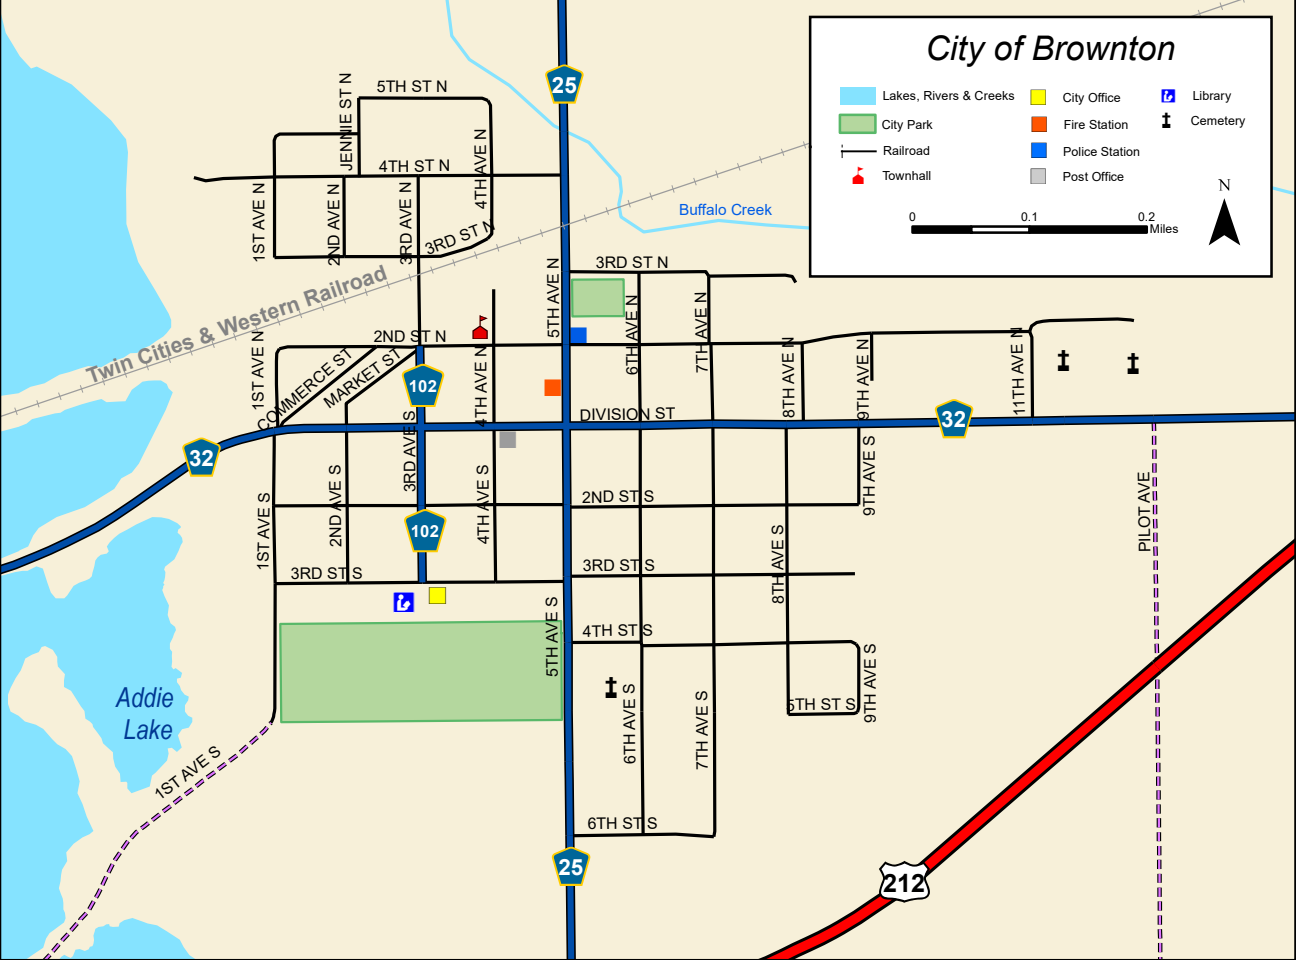 City of Brownton
Lakes, Rivers & Creeks
City Park
Railroad
Townhall
City Office
Fire Station
Police Station
Post Office
Library
Cemetery
N
0
0.1
0.2
Miles
25
5TH ST N
JENNIE ST N
4TH ST N
4TH AVE N
1ST AVE N
2ND AVE N
3RD AVE N
3RD ST N
Buffalo Creek
Twin Cities & Western Railroad
3RD ST N
5TH AVE N
6TH AVE N
7TH AVE N
2ND ST N
1ST AVE N
COMMERCE ST
MARKET ST
102
4TH AVE N
8TH AVE N
9TH AVE N
11TH AVE N
DIVISION ST
32
32
3RD AVE S
1ST AVE S
2ND AVE S
4TH AVE S
2ND ST S
9TH AVE S
PILOT AVE
102
3RD ST S
3RD ST S
8TH AVE S
5TH AVE S
4TH ST S
Addie
Lake
6TH AVE S
7TH AVE S
5TH ST S
9TH AVE S
1ST AVE S
6TH ST S
25
212